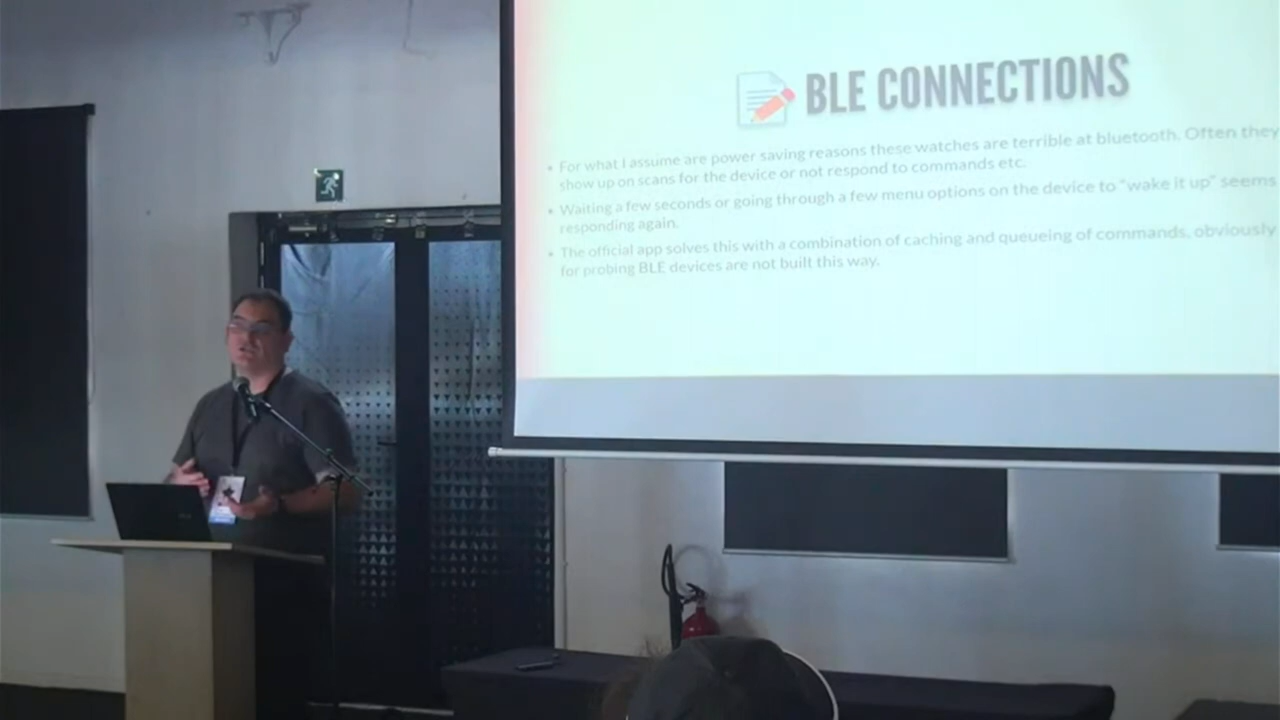 BLE CONNECTIONS
• For what I assume are power saving reasons these watches are terrible at bluetooth. Often they
show up on scans for the device or not respond to commands etc.
• Waiting a few seconds or going through a few menu options on the device to "wake it up" seems
responding again.
• The official app solves this with a combination of caching and queueing of commands, obviously
for probing BLE devices are not built this way.